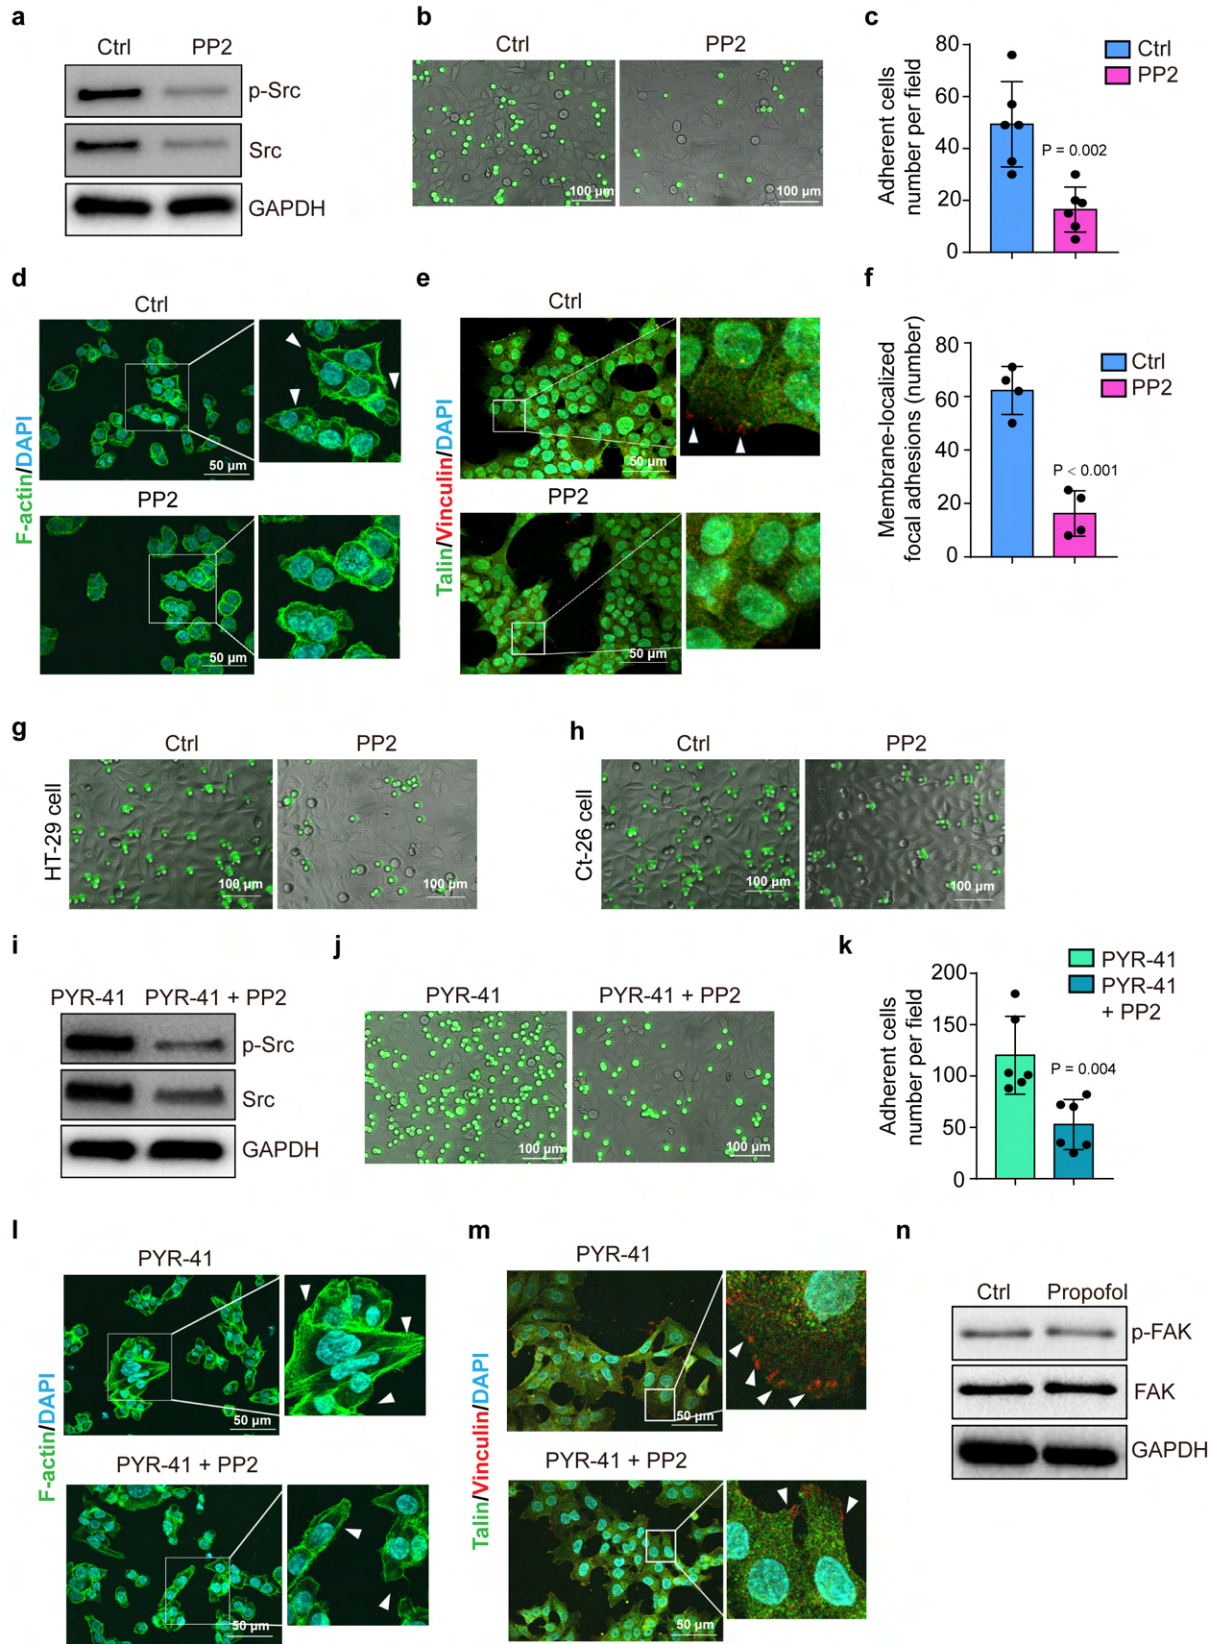 a
Ctrl PP2
p-Src
Src
GAPDH
b
Ctrl PP2
100 µm 100 µm
c
Adherent cells
number per field
80
60
40
20
0
Ctrl
PP2
P = 0.002
d
Ctrl
50 µm
PP2
50 µm
F-actin/DAPI
e
Ctrl
50 µm
PP2
50 µm
Talin/Vinculin/DAPI
f
Membrane-localized
focal adhesions (number)
80
60
40
20
0
Ctrl
PP2
P < 0.001
g
Ctrl PP2
HT-29 cell
100 µm 100 µm
h
Ctrl PP2
Ct-26 cell
100 µm 100 µm
i
PYR-41 PYR-41 + PP2
p-Src
Src
GAPDH
j
PYR-41 PYR-41 + PP2
100 µm 100 µm
k
Adherent cells
number per field
200
150
100
50
0
PYR-41
PYR-41
+ PP2
P = 0.004
l
PYR-41
50 µm
PYR-41 + PP2
50 µm
F-actin/DAPI
m
PYR-41
50 µm
PYR-41 + PP2
50 µm
Talin/Vinculin/DAPI
n
Ctrl Propofol
p-FAK
FAK
GAPDH